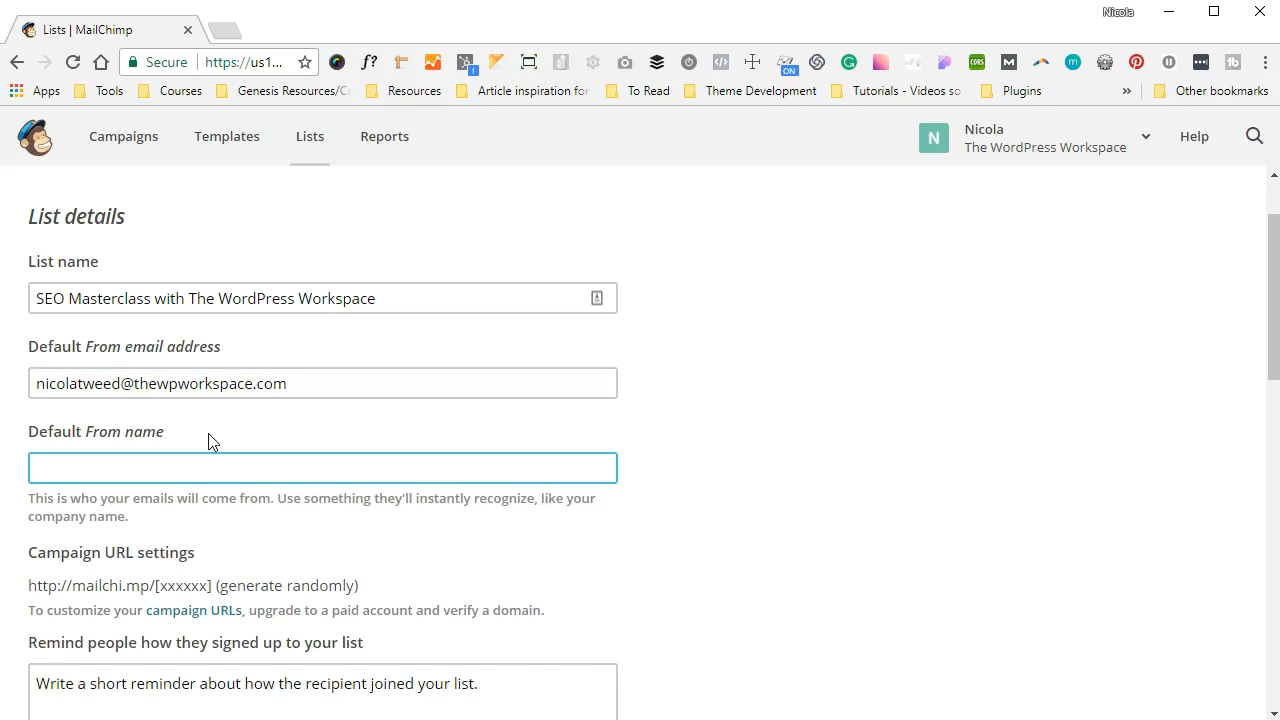 Nicola
Lists | MailChimp
Secure https://us1...
f?
!
ON
CORS
M
m
tb
Apps Tools Courses Genesis Resources/Co Resources Article inspiration for To Read Theme Development Tutorials - Videos so Plugins » Other bookmarks
Campaigns Templates Lists Reports
N
Nicola
The WordPress Workspace
Help
List details
List name
SEO Masterclass with The WordPress Workspace
Default From email address
nicolatweed@thewpworkspace.com
Default From name
This is who your emails will come from. Use something they'll instantly recognize, like your
company name.
Campaign URL settings
http://mailchi.mp/[xxxxxx] (generate randomly)
To customize your campaign URLs, upgrade to a paid account and verify a domain.
Remind people how they signed up to your list
Write a short reminder about how the recipient joined your list.